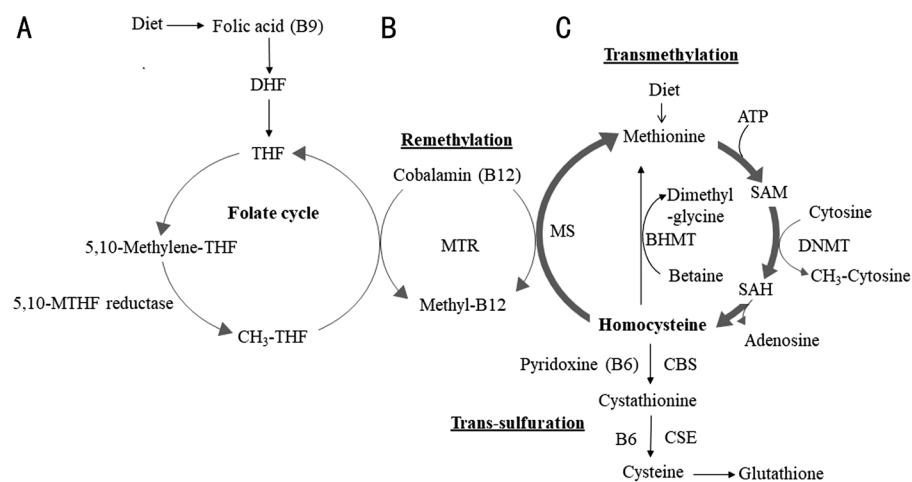 A
Diet
Folic acid (B9)
DHF
THF
Folate cycle
5,10-Methylene-THF
5,10-MTHF reductase
CH3-THF
B
Remethylation
Cobalamin (B12)
MTR
Methyl-B12
C
Transmethylation
Diet
Methionine
ATP
SAM
Dimethyl
-glycine
Cytosine
MS
BHMT
DNMT
Betaine
CH3-Cytosine
SAH
Homocysteine
Adenosine
Pyridoxine (B6)
CBS
Cystathionine
Trans-sulfuration
B6
CSE
Cysteine
Glutathione